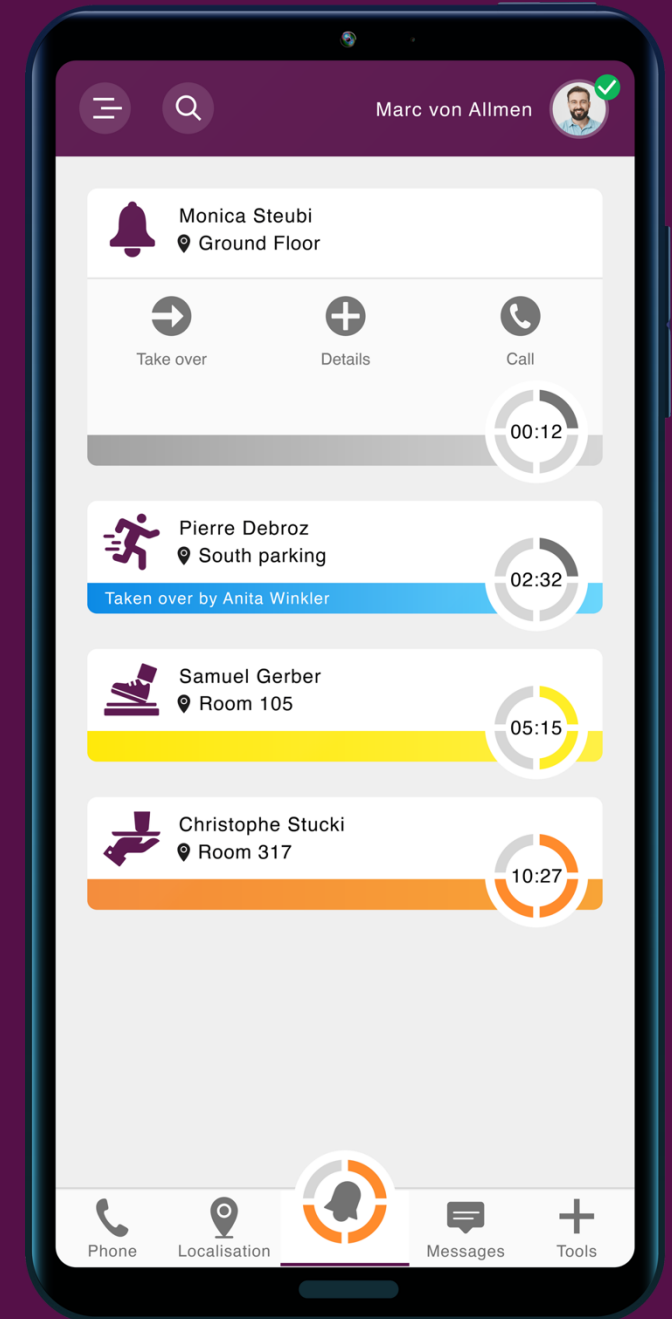 Marc von Allmen
Monica Steubi
Ground Floor
Take over
Details
Call
00:12
Pierre Debroz
South parking
02:32
Taken over by Anita Winkler
Samuel Gerber
Room 105
05:15
Christophe Stucki
Room 317
10:27
Phone
Localisation
Messages
Tools